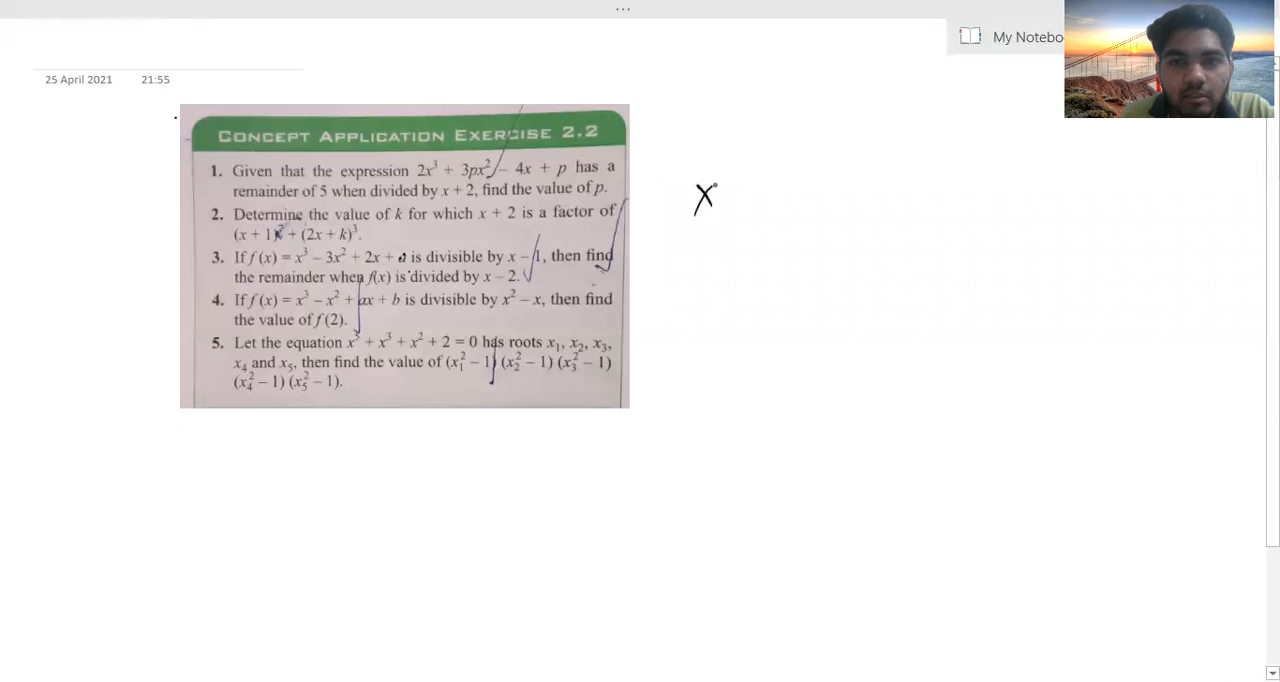 ...
My Notebo
25 April 2021 21:55
CONCEPT APPLICATION EXERCISE 2.2
1. Given that the expression 2x³ + 3px² – 4x + p has a
remainder of 5 when divided by x + 2, find the value of p.
2. Determine the value of k for which x + 2 is a factor of
(x + 1)² + (2x + k)³.
3. If f(x) = x³ – 3x² + 2x + a is divisible by x – 1, then find
the remainder when f(x) is divided by x – 2.
4. If f(x) = x³ – x² + ax + b is divisible by x² – x, then find
the value of f(2).
5. Let the equation x⁵ + x³ + x² + 2 = 0 has roots x₁, x₂, x₃,
x₄ and x₅, then find the value of (x₁² – 1) (x₂² – 1) (x₃² – 1)
(x₄² – 1) (x₅² – 1).
x